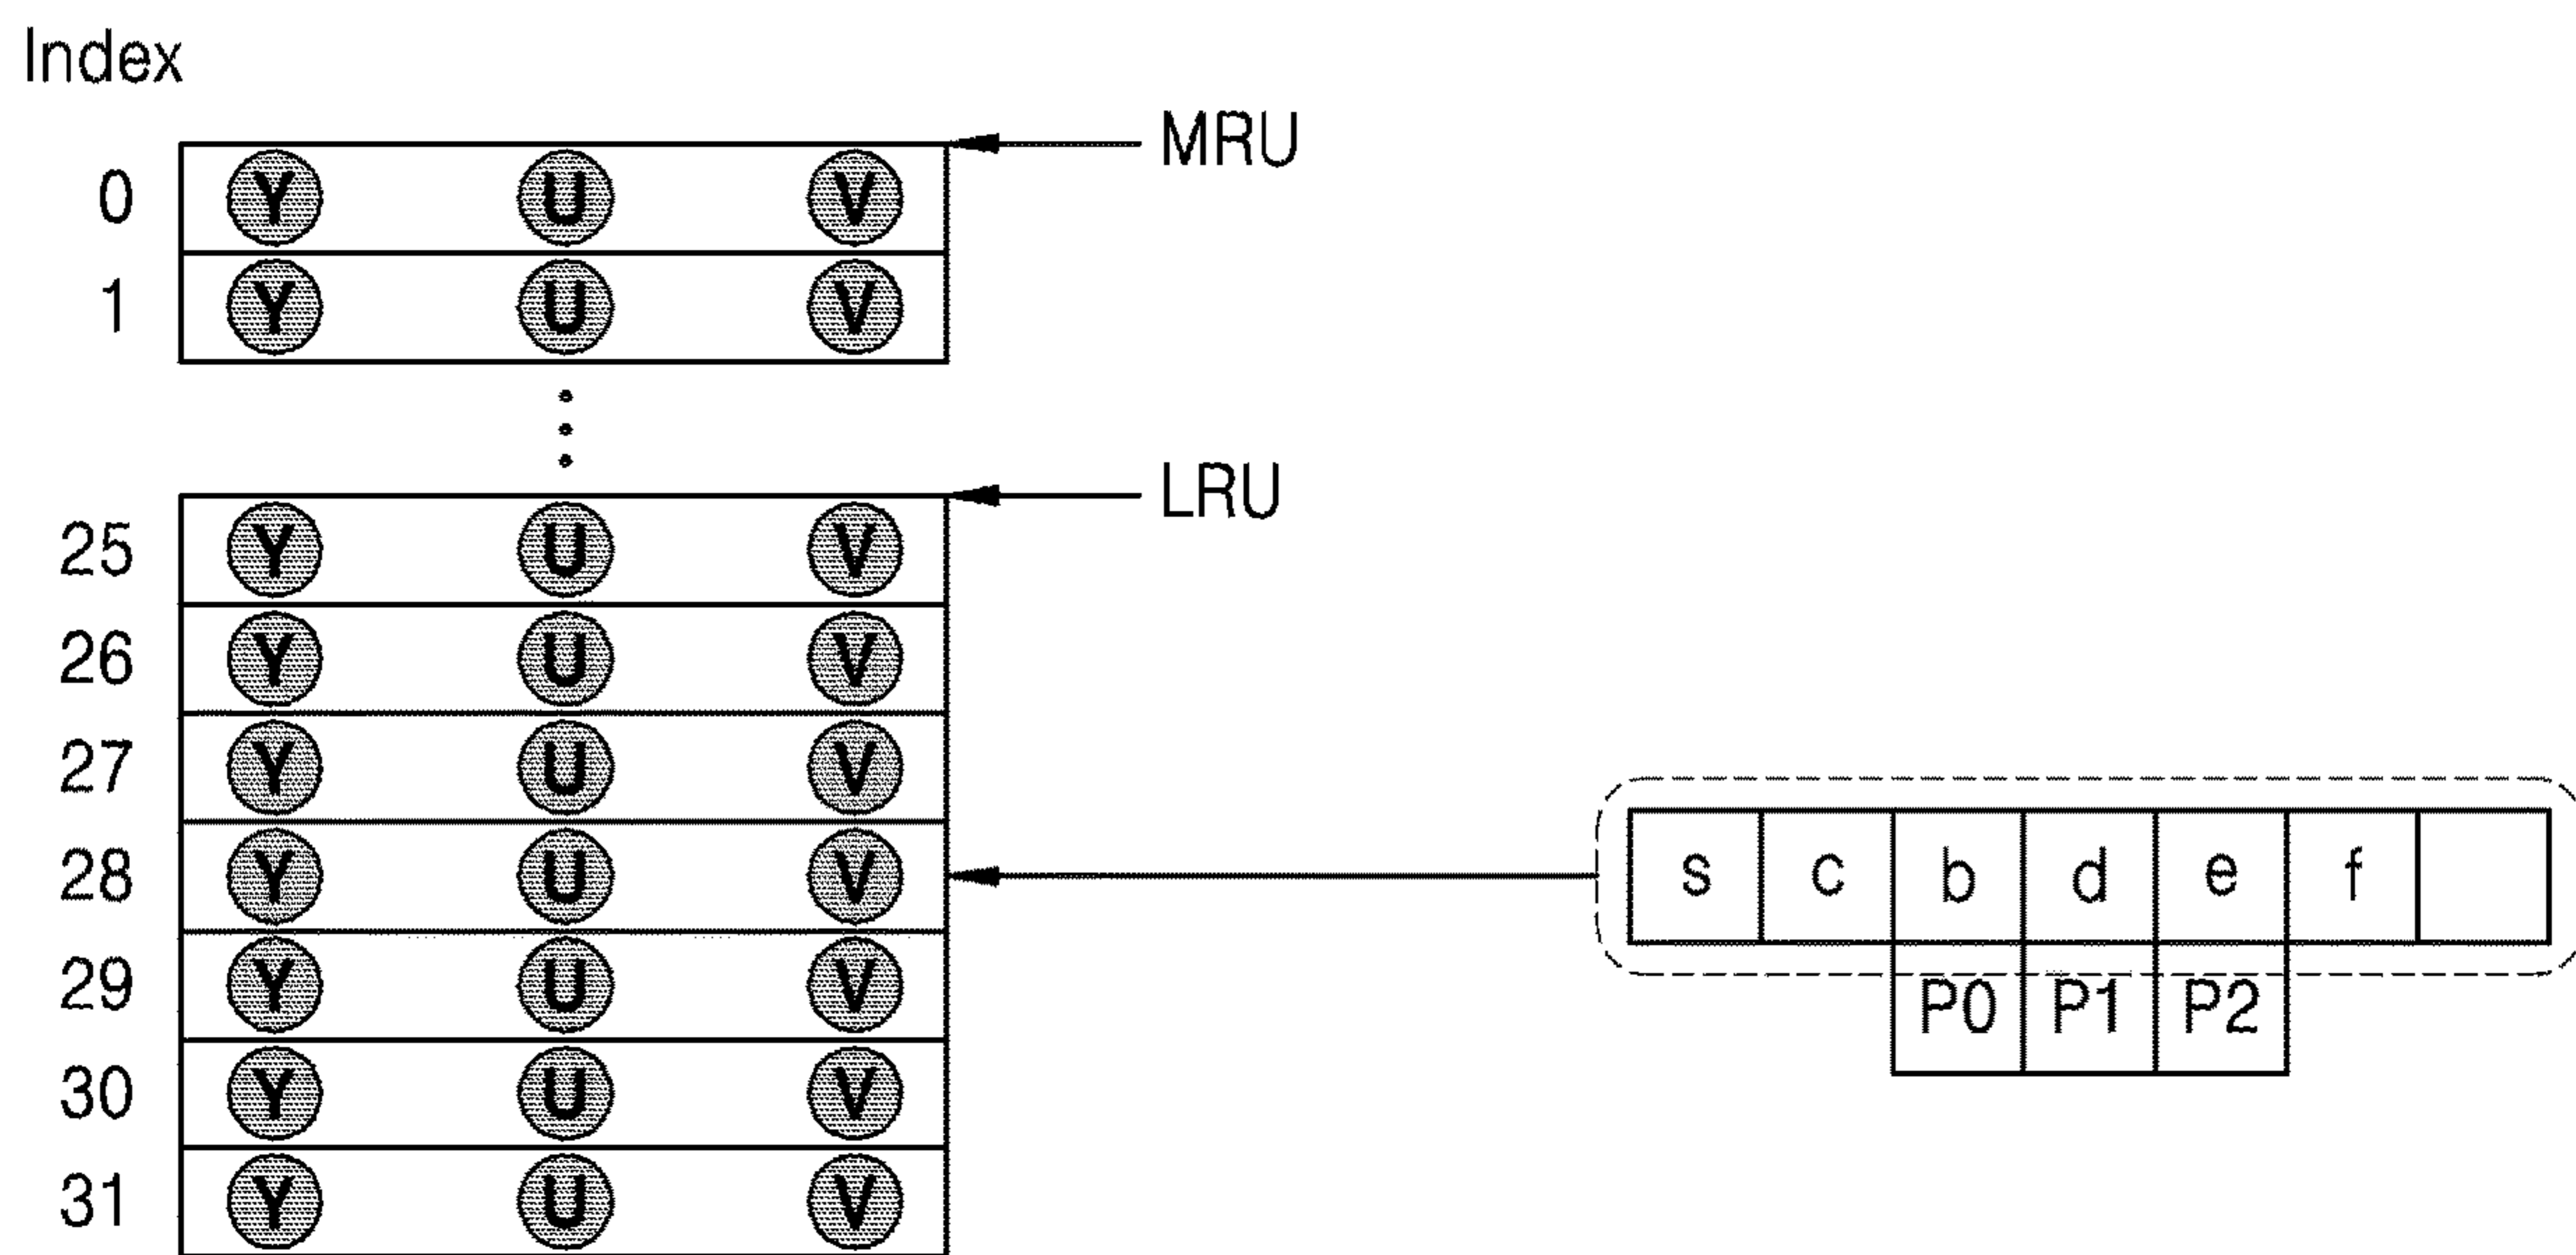 Index
MRU
0 Y U V
1 Y U V
LRU
25 Y U V
26 Y U V
27 Y U V
28 Y U V
s c b d e f
29 Y U V
P0 P1 P2
30 Y U V
31 Y U V